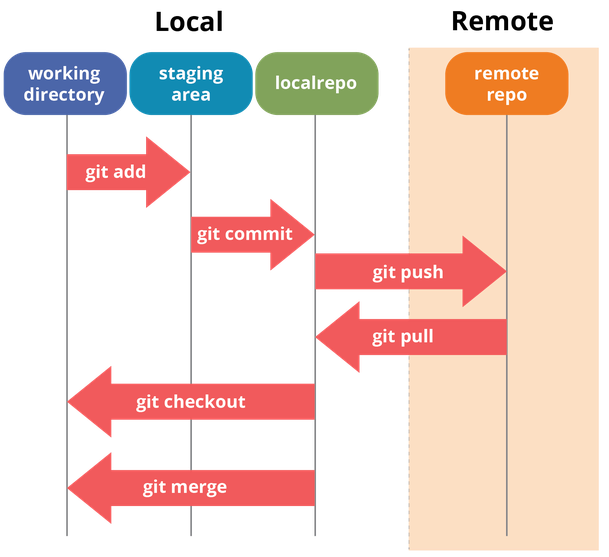 Local
Remote
working
directory
staging
area
localrepo
remote
repo
git add
git commit
git push
git pull
git checkout
git merge